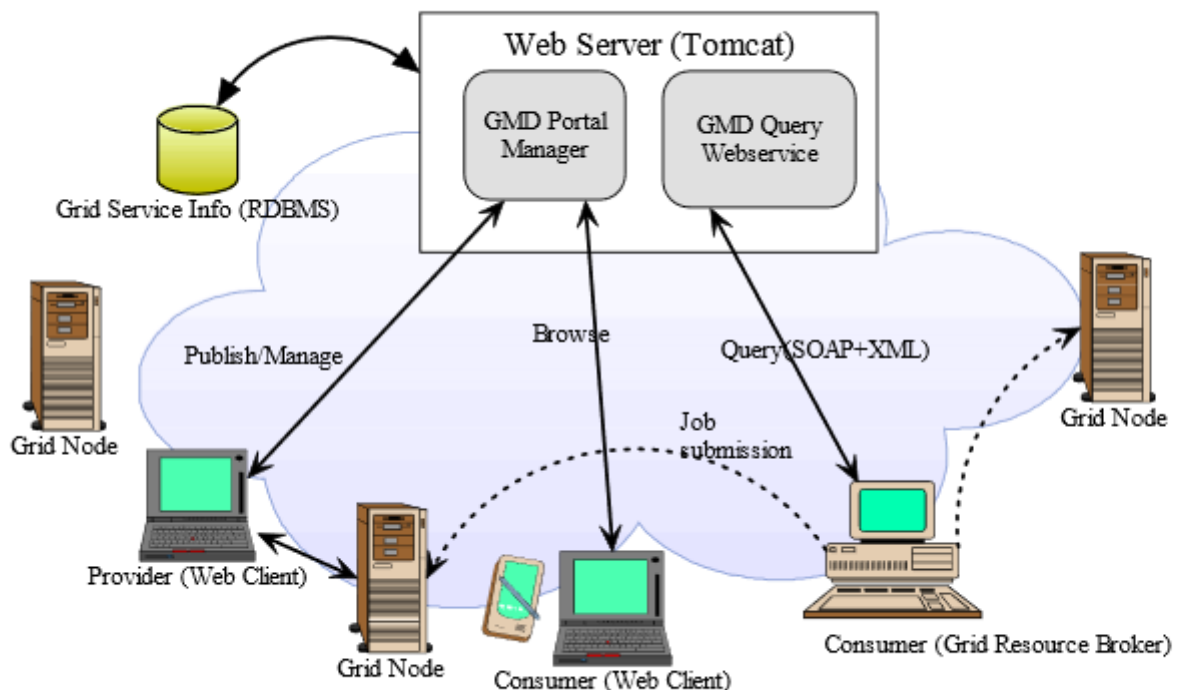 Web Server (Tomcat)
GMD Portal
Manager
GMD Query
Webservice
Grid Service Info (RDBMS)
Publish/Manage
Browse
Query(SOAP+XML)
Grid Node
Grid Node
Job
submission
Provider (Web Client)
Grid Node
Consumer (Web Client)
Consumer (Grid Resource Broker)